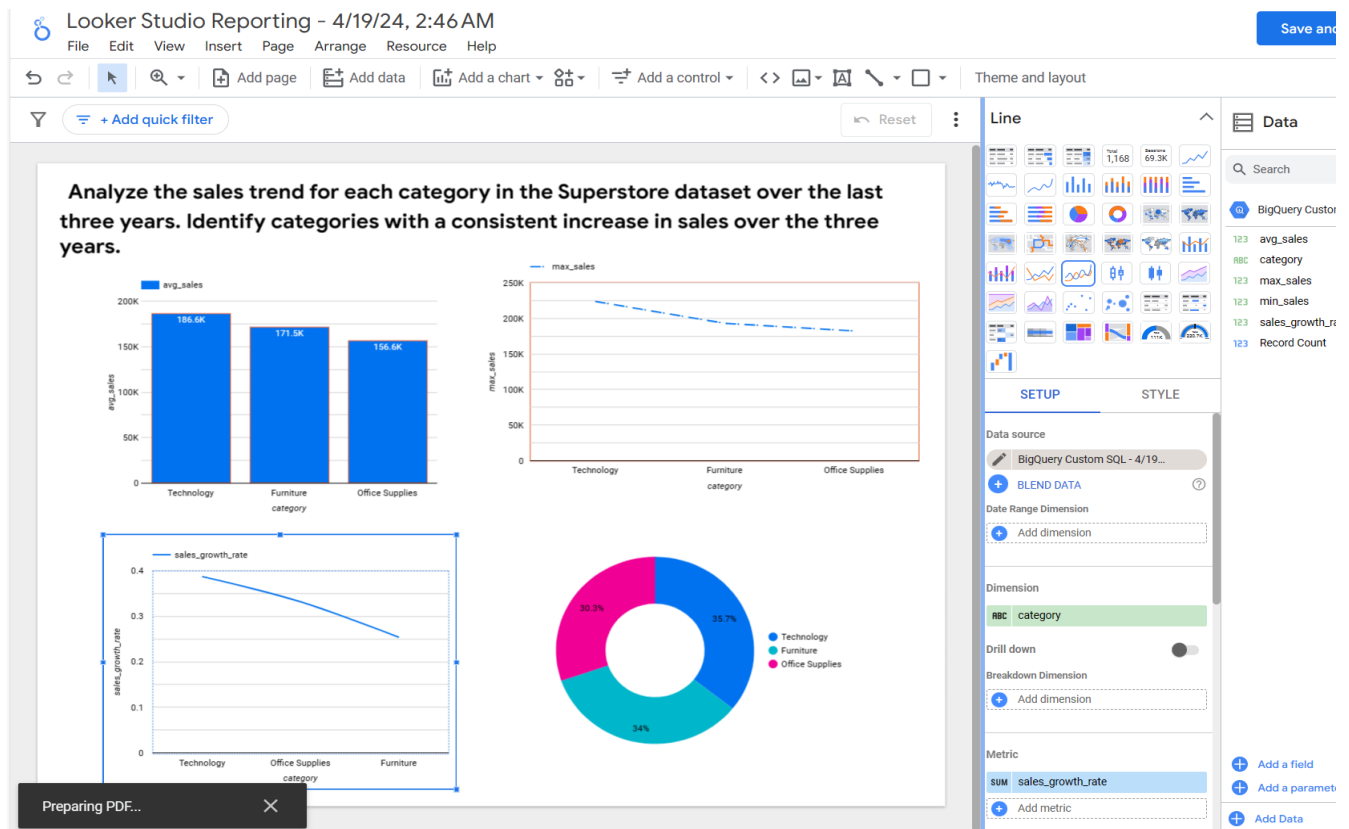 Looker Studio Reporting - 4/19/24, 2:46 AM
File Edit View Insert Page Arrange Resource Help
Save and
Add page Add data Add a chart Add a control Theme and layout
+ Add quick filter
Reset
Analyze the sales trend for each category in the Superstore dataset over the last
three years. Identify categories with a consistent increase in sales over the three
years.
avg_sales
200K
150K
100K
50K
0
avg_sales
186.6K
171.5K
156.6K
Technology Furniture Office Supplies
category
max_sales
250K
200K
150K
100K
50K
0
max_sales
Technology Furniture Office Supplies
category
sales_growth_rate
0.4
0.3
0.2
0.1
0
sales_growth_rate
Technology Office Supplies Furniture
category
30.3%
35.7%
34%
Technology
Furniture
Office Supplies
Preparing PDF...
Line
Total
1,168
Sessions
69.3K
SETUP STYLE
Data source
BigQuery Custom SQL - 4/19...
BLEND DATA
Date Range Dimension
Add dimension
Dimension
ABC category
Drill down
Breakdown Dimension
Add dimension
Metric
SUM sales_growth_rate
Add metric
Data
Search
BigQuery Custor
123 avg_sales
ABC category
123 max_sales
123 min_sales
123 sales_growth_ra
123 Record Count
Add a field
Add a paramete
Add Data